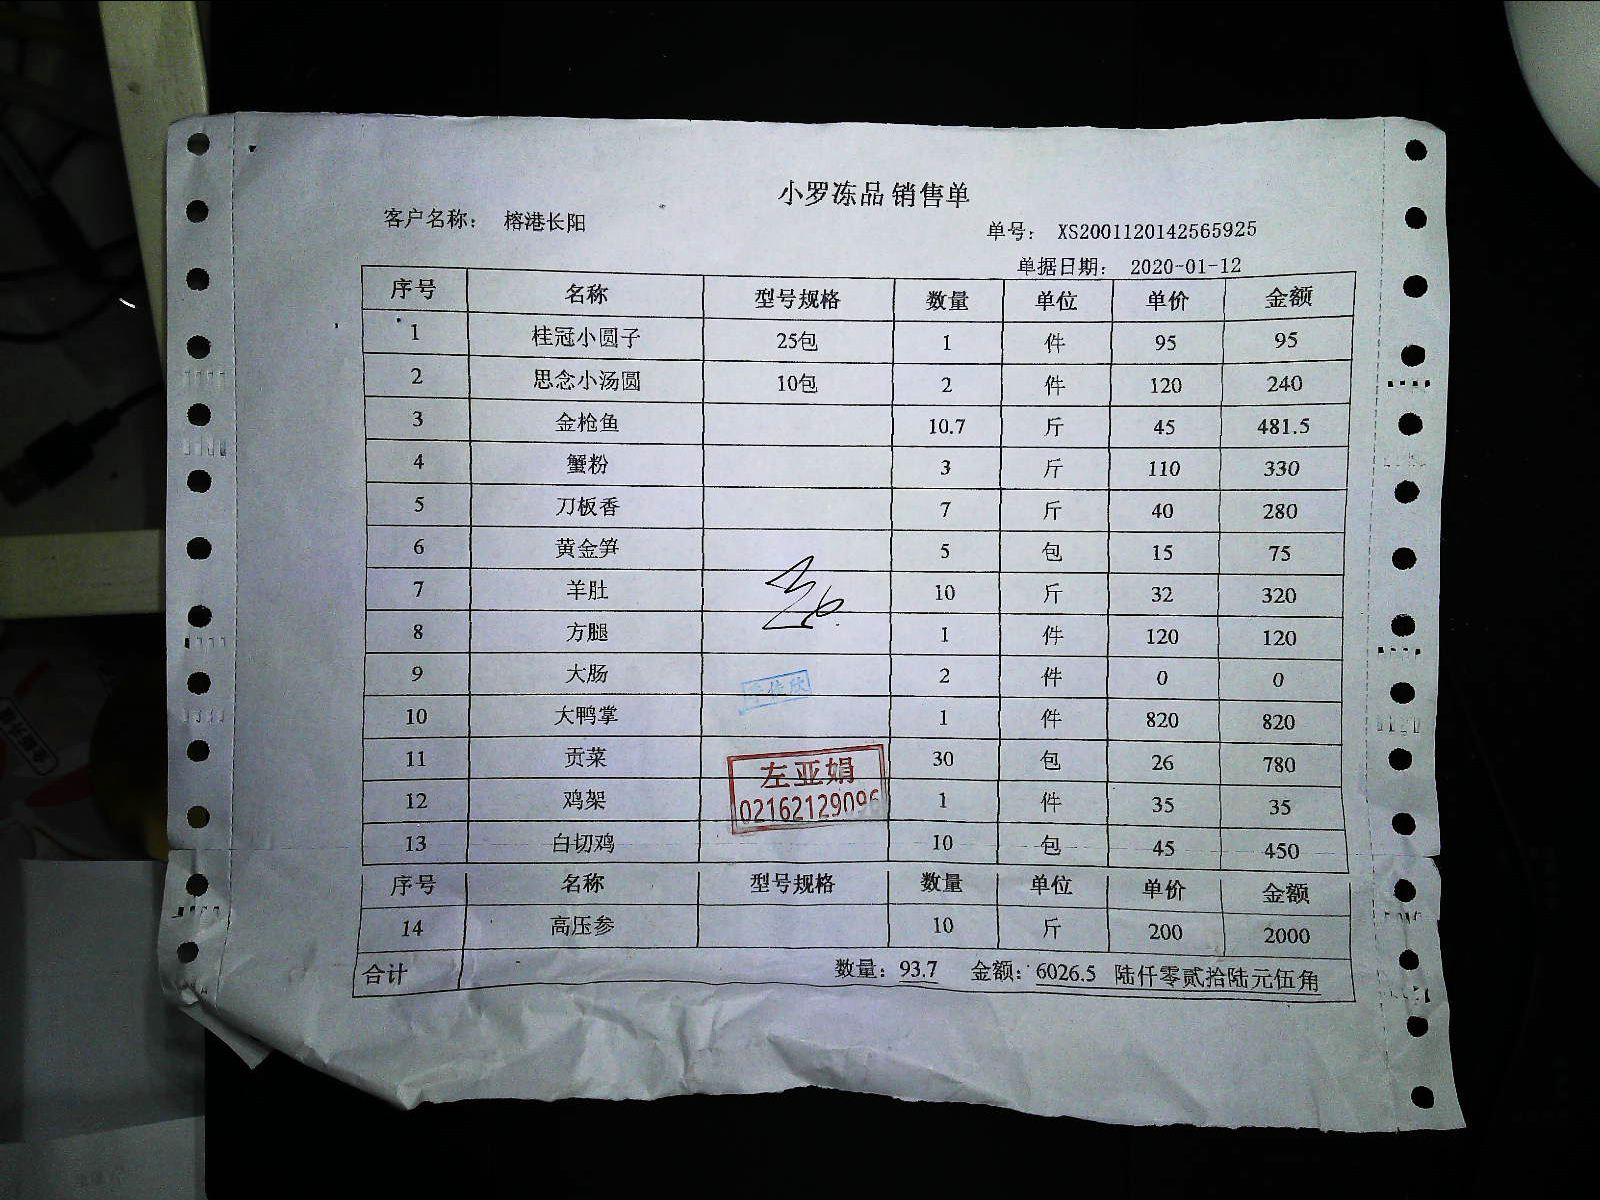 小罗冻品 销售单
客户名称： 榕港长阳
单号： XS2001120142565925
单据日期： 2020-01-12
序号 名称 型号规格 数量 单位 单价 金额
1 桂冠小圆子 25包 1 件 95 95
2 思念小汤圆 10包 2 件 120 240
3 金枪鱼 10.7 斤 45 481.5
4 蟹粉 3 斤 110 330
5 刀板香 7 斤 40 280
6 黄金笋 5 包 15 75
7 羊肚 10 斤 32 320
8 方腿 1 件 120 120
9 大肠 2 件 0 0
10 大鸭掌 1 件 820 820
11 贡菜 30 包 26 780
12 鸡架 1 件 35 35
13 白切鸡 10 包 45 450
左亚娟
02162129096
序号 名称 型号规格 数量 单位 单价 金额
14 高压参 10 斤 200 2000
合计 数量：93.7 金额：6026.5 陆仟零贰拾陆元伍角